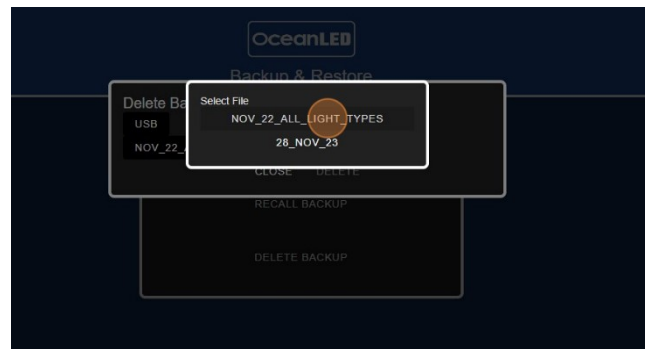 OceanLED
Backup & Restore
Delete Ba
Select File
USB
NOV_22_ALL_LIGHT_TYPES
NOV_22_
28_NOV_23
CLOSE DELETE
RECALL BACKUP
DELETE BACKUP